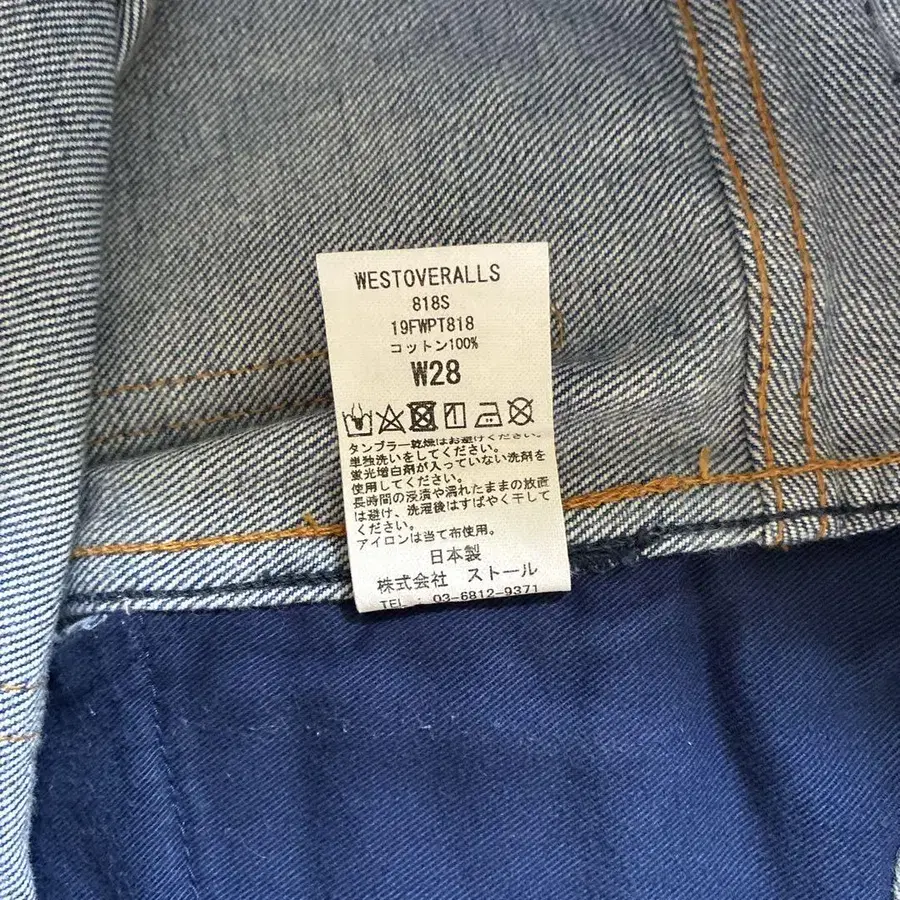 WESTOVERALLS
818S
19FWPT818
コットン100%
W28
タンブラー乾燥はお避けください。
単独洗いをしてください。
蛍光増白剤が入っていない洗剤を
使用してください。
長時間の浸漬や濡れたままの放置
は避け、洗濯後はすばやく干して
ください。
アイロンは当て布使用。
日本製
株式会社 ストール
TEL : 03-6812-9371